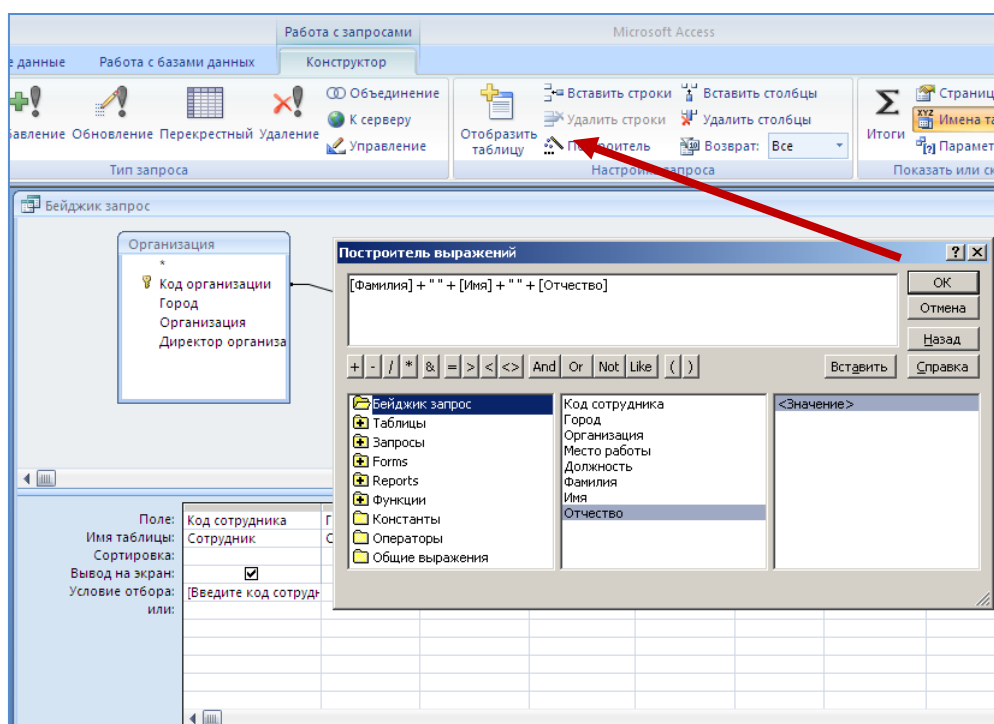 Работа с запросами
Microsoft Access
е данные Работа с базами данных Конструктор
Объединение
К серверу
Управление
авление Обновление Перекрестный Удаление
Тип запроса
Отобразить таблицу
Вставить строки
Удалить строки
Построитель
Вставить столбцы
Удалить столбцы
Возврат: Все
Настройка запроса
Σ
Итоги
Страниц
XYZ
Имена та
[?] Парамет
Показать или ск
Бейджик запрос
Организация
*
Код организации
Город
Организация
Директор организа
Построитель выражений
? X
[Фамилия] + " " + [Имя] + " " + [Отчество]
OK
Отмена
Назад
+ - / * & = > < <> And Or Not Like ( )
Вставить
Справка
Бейджик запрос
Таблицы
Запросы
Forms
Reports
Функции
Константы
Операторы
Общие выражения
Код сотрудника
Город
Организация
Место работы
Должность
Фамилия
Имя
Отчество
<Значение>
Поле: Код сотрудника Г
Имя таблицы: Сотрудник С
Сортировка:
Вывод на экран:
Условие отбора: [Введите код сотрудн
или: